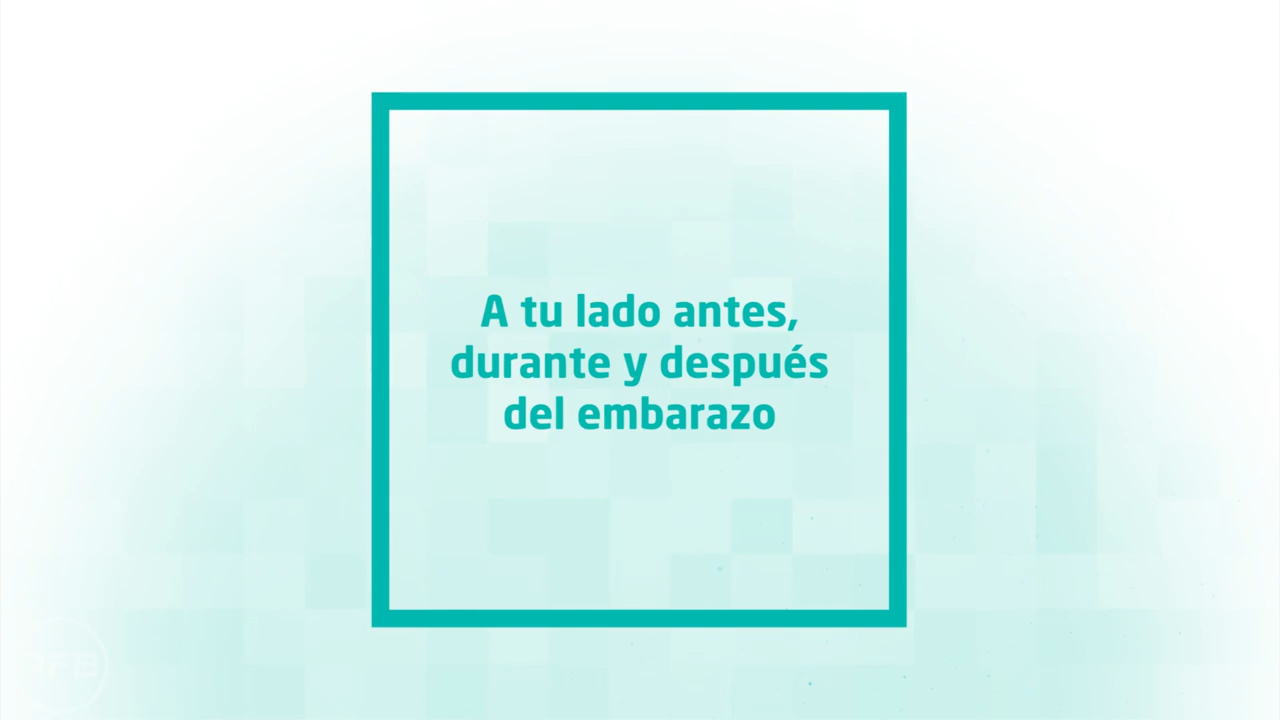 A tu lado antes,
durante y después
del embarazo